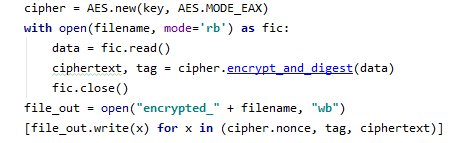 cipher = AES.new(key, AES.MODE_EAX)
with open(filename, mode='rb') as fic:
    data = fic.read()
    ciphertext, tag = cipher.encrypt_and_digest(data)
    fic.close()
file_out = open("encrypted_" + filename, "wb")
[file_out.write(x) for x in (cipher.nonce, tag, ciphertext)]